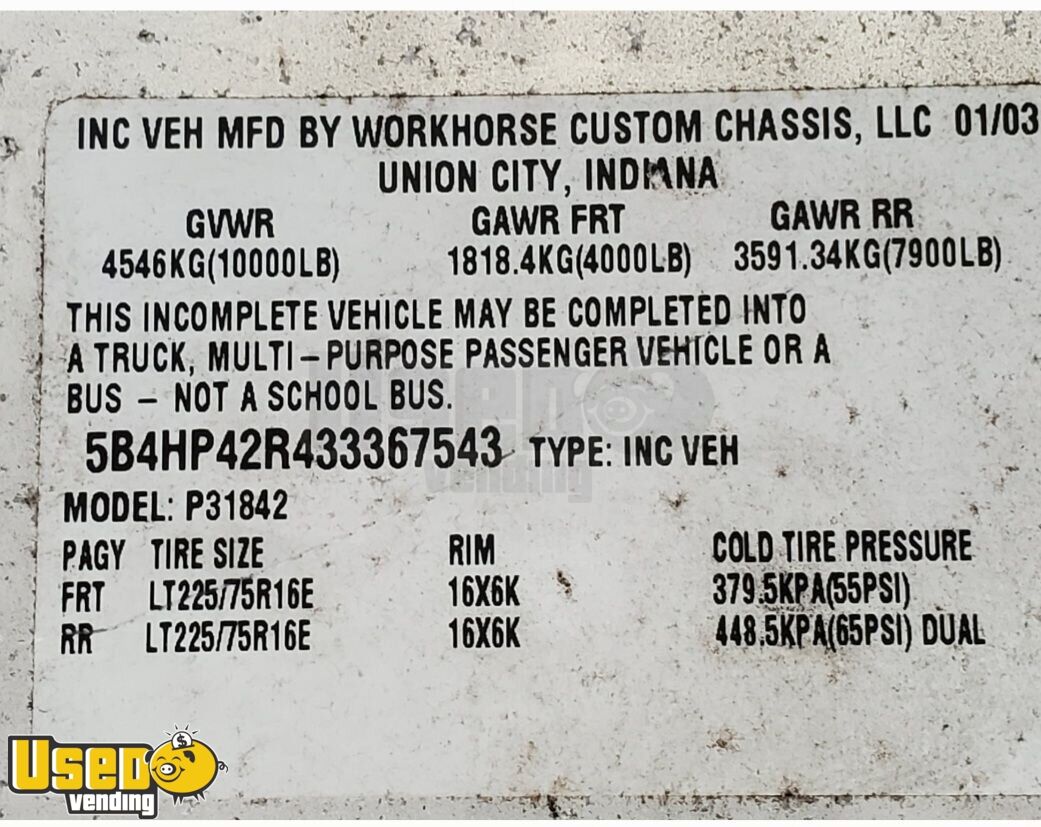 INC VEH MFD BY WORKHORSE CUSTOM CHASSIS, LLC 01/03
UNION CITY, INDIANA
GVWR GAWR FRT GAWR RR
4546KG(10000LB) 1818.4KG(4000LB) 3591.34KG(7900LB)
THIS INCOMPLETE VEHICLE MAY BE COMPLETED INTO
A TRUCK, MULTI-PURPOSE PASSENGER VEHICLE OR A
BUS - NOT A SCHOOL BUS.
5B4HP42R433367543 TYPE: INC VEH
MODEL: P31842
PAGY TIRE SIZE RIM COLD TIRE PRESSURE
FRT LT225/75R16E 16X6K 379.5KPA(55PSI)
RR LT225/75R16E 16X6K 448.5KPA(65PSI) DUAL
Used
vending
Used
vending